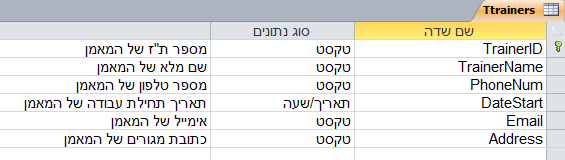 Ttrainers
שם שדה סוג נתונים
TrainerID טקסט מספר ת"ז של המאמן
TrainerName טקסט שם מלא של המאמן
PhoneNum טקסט מספר טלפון של המאמן
DateStart תאריך/שעה תאריך תחילת עבודה של המאמן
Email טקסט אימייל של המאמן
Address טקסט כתובת מגורים של המאמן